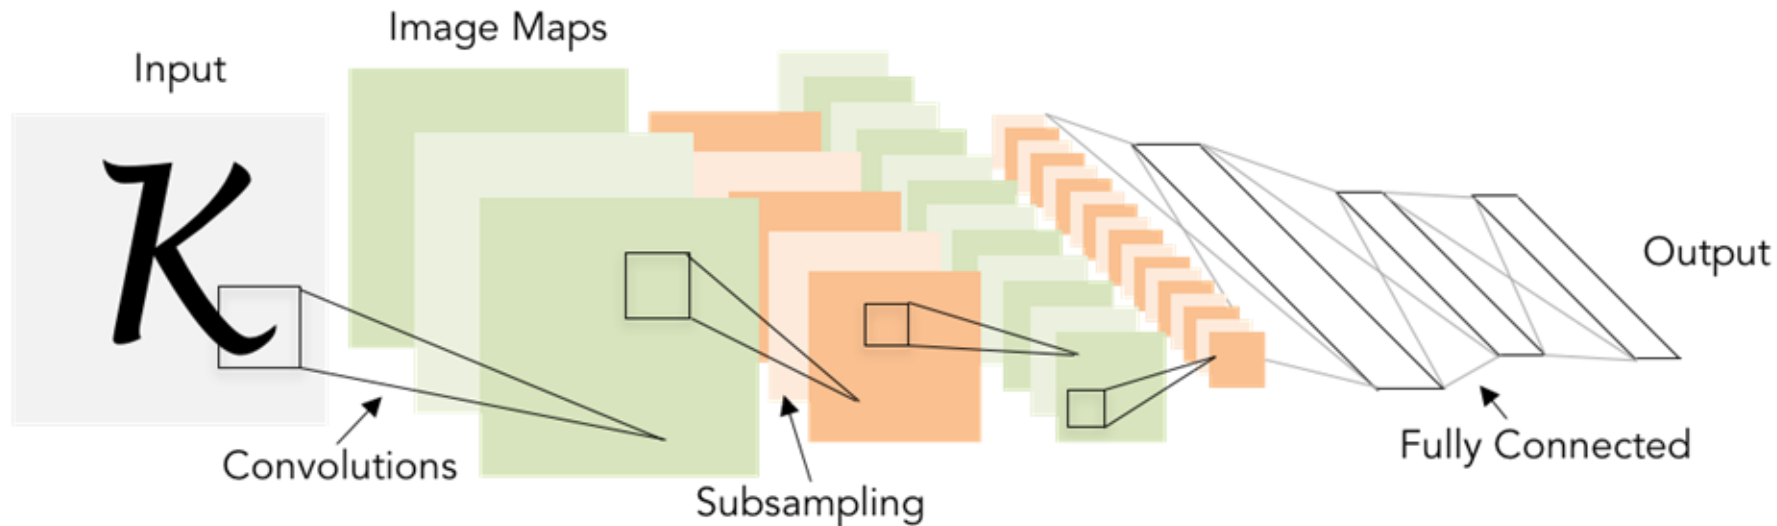 Image Maps
Input
K
Output
Convolutions
Subsampling
Fully Connected